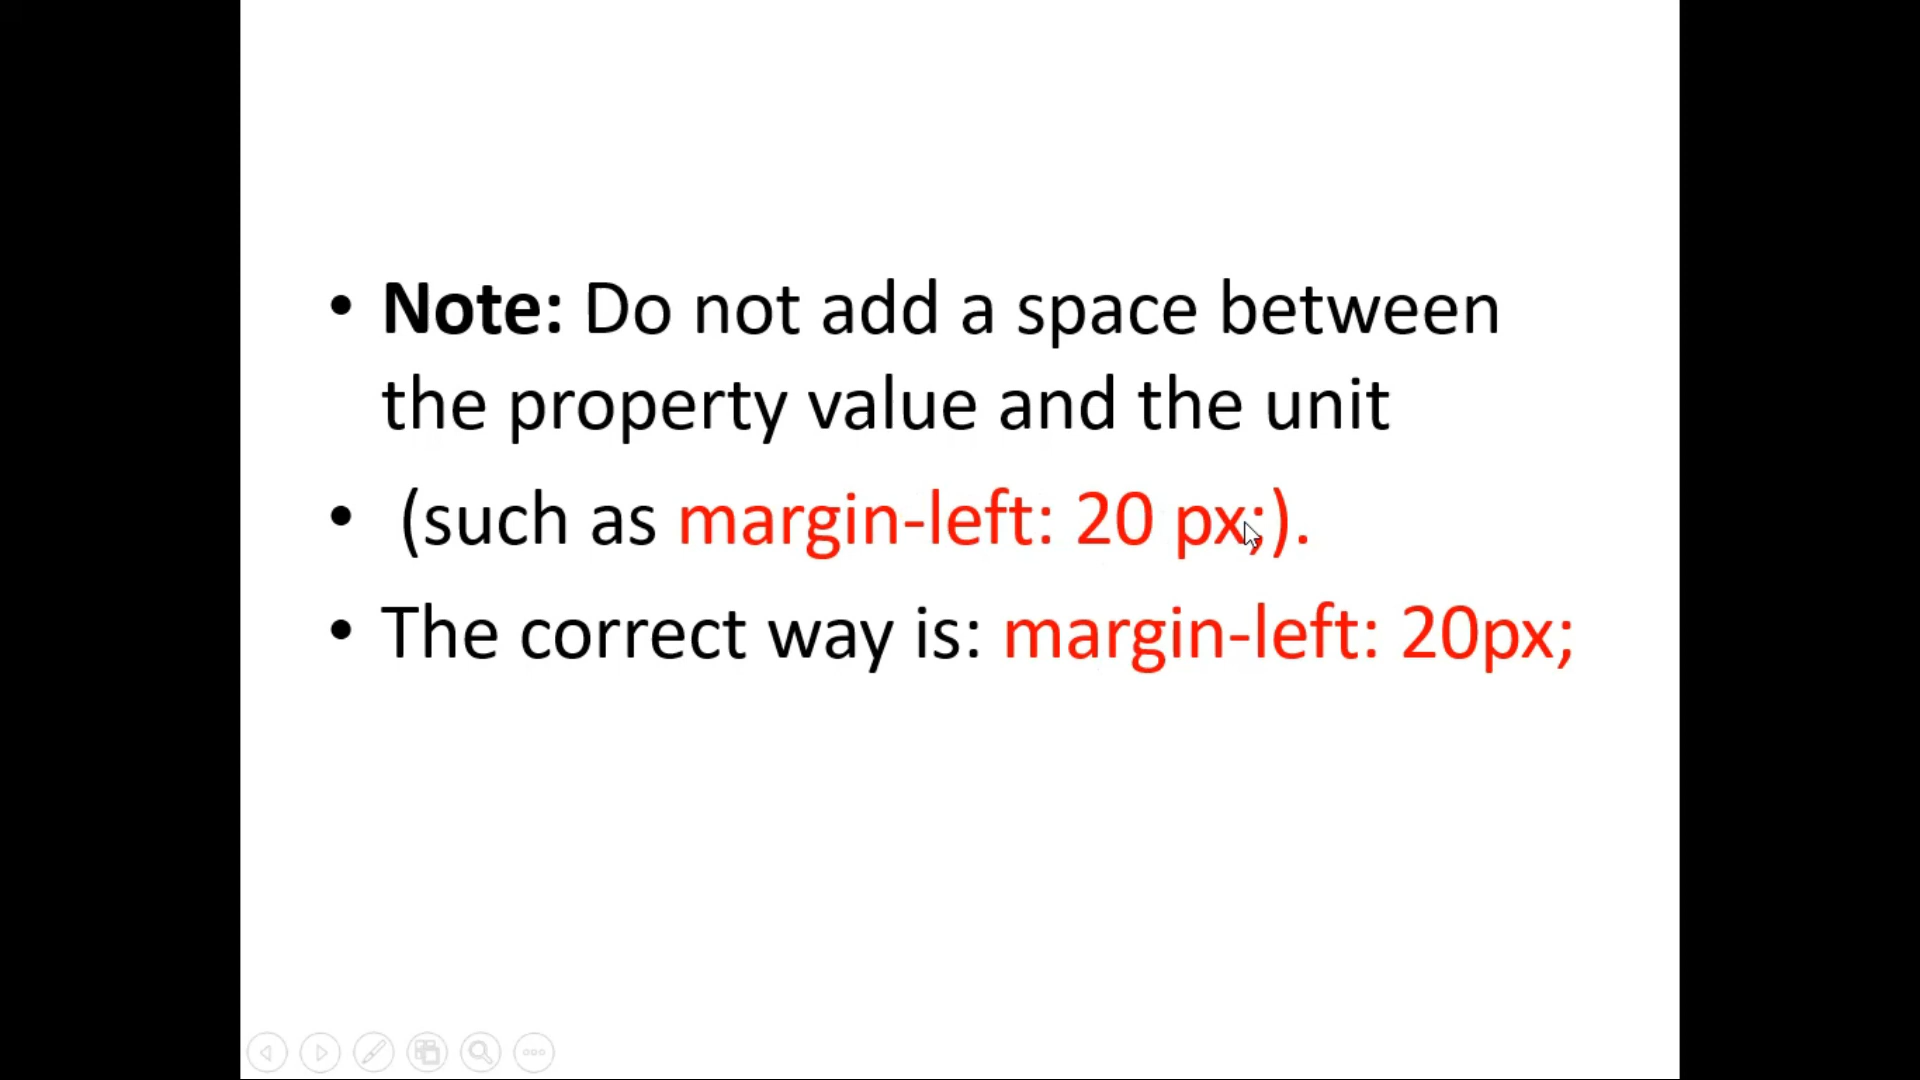 • Note: Do not add a space between
the property value and the unit
• (such as margin-left: 20 px;).
• The correct way is: margin-left: 20px;